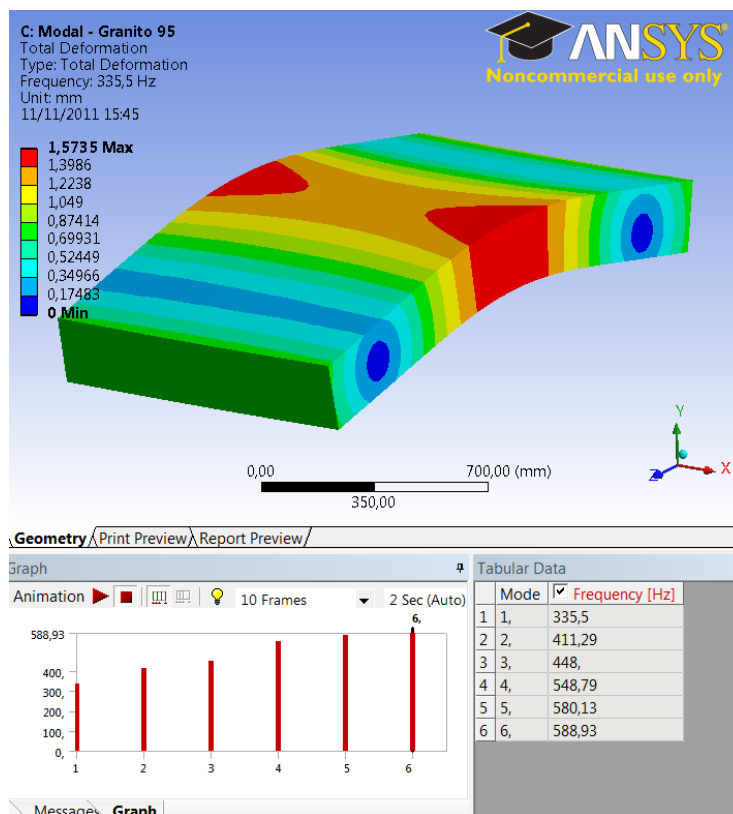 C: Modal - Granito 95
Total Deformation
Type: Total Deformation
Frequency: 335,5 Hz
Unit: mm
11/11/2011 15:45
ANSYS
Noncommercial use only
1,5735 Max
1,3986
1,2238
1,049
0,87414
0,69931
0,52449
0,34966
0,17483
0 Min
Y
X
Z
0,00 700,00 (mm)
350,00
Geometry Print Preview Report Preview
Graph
Animation 10 Frames 2 Sec (Auto)
6,
588,93
400,
300,
200,
100,
0,
1 2 3 4 5 6
Messages Graph
Tabular Data
Mode Frequency [Hz]
1 1, 335,5
2 2, 411,29
3 3, 448,
4 4, 548,79
5 5, 580,13
6 6, 588,93